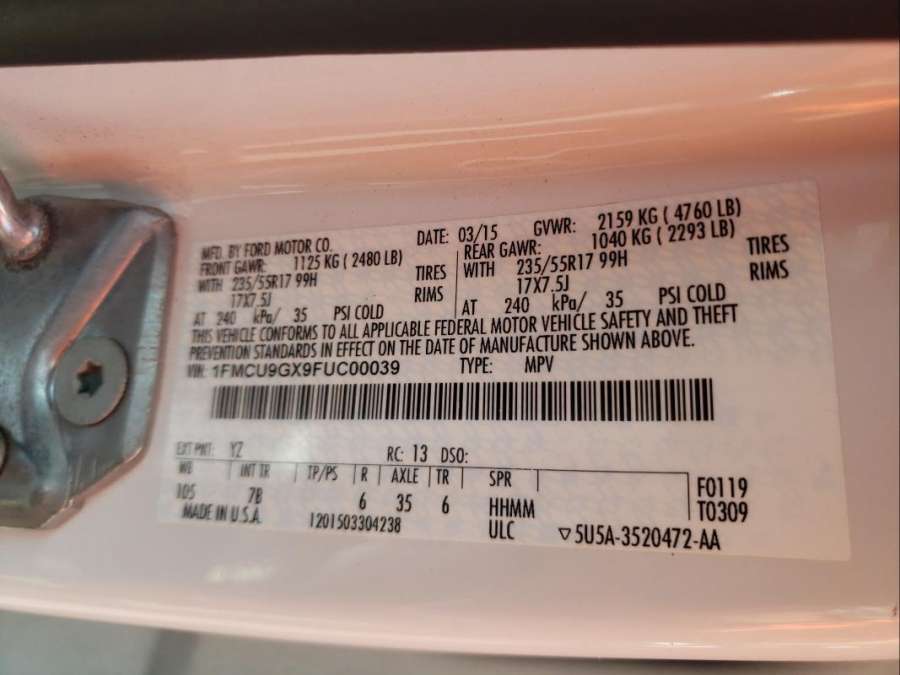 MFD. BY FORD MOTOR CO. DATE: 03/15 GVWR: 2159 KG ( 4760 LB)
FRONT GAWR: 1125 KG ( 2480 LB) REAR GAWR: 1040 KG ( 2293 LB)
WITH 235/55R17 99H TIRES WITH 235/55R17 99H TIRES
17X7.5J RIMS 17X7.5J RIMS
AT 240 kPa/ 35 PSI COLD AT 240 kPa/ 35 PSI COLD
THIS VEHICLE CONFORMS TO ALL APPLICABLE FEDERAL MOTOR VEHICLE SAFETY AND THEFT
PREVENTION STANDARDS IN EFFECT ON THE DATE OF MANUFACTURE SHOWN ABOVE.
VIN: 1FMCU9GX9FUC00039 TYPE: MPV
EXT PNT: YZ RC: 13 DSO:
WB INT TR TP/PS R AXLE TR SPR F0119
105 7B 6 35 6 HHMM T0309
MADE IN U.S.A. 1201503304238 ULC ▽5U5A-3520472-AA